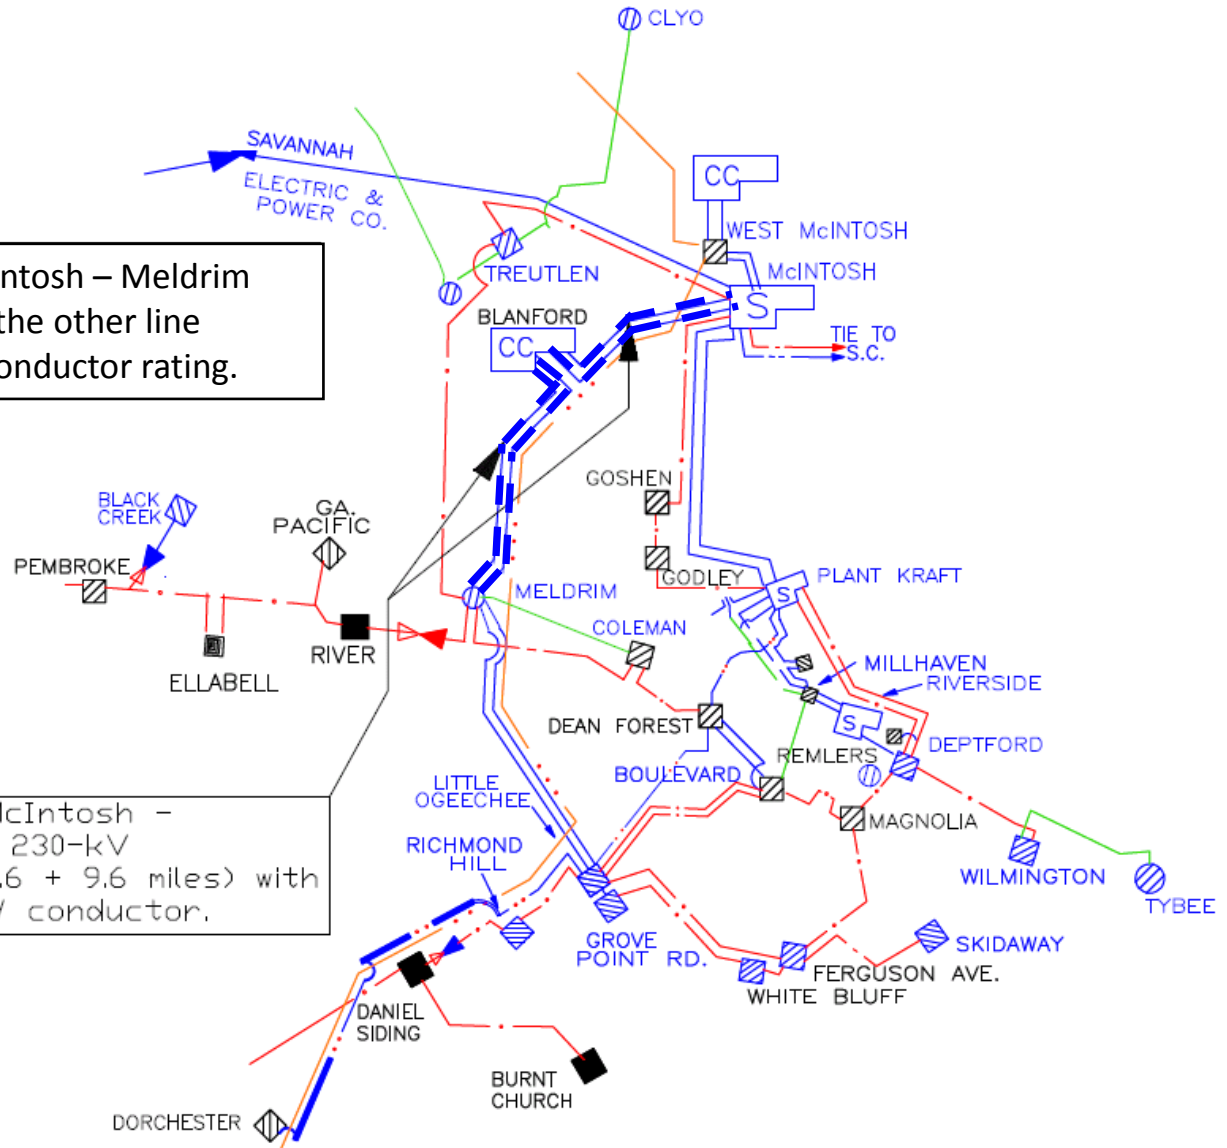 CLYO
SAVANNAH
ELECTRIC &
POWER CO.
CC
WEST McINTOSH
McINTOSH
S
TREUTLEN
ntosh – Meldrim
the other line
onductor rating.
BLANFORD
CC
TIE TO
S.C.
GOSHEN
BLACK
CREEK
GA.
PACIFIC
PEMBROKE
GODLEY
PLANT KRAFT
S
MELDRIM
COLEMAN
RIVER
ELLABELL
MILLHAVEN
RIVERSIDE
DEAN FOREST
S
REMLERS
DEPTFORD
BOULEVARD
LITTLE
OGEECHEE
McIntosh –
230-kV
.6 + 9.6 miles) with
V conductor.
RICHMOND
HILL
MAGNOLIA
WILMINGTON
TYBEE
GROVE
POINT RD.
SKIDAWAY
FERGUSON AVE.
WHITE BLUFF
DANIEL
SIDING
BURNT
CHURCH
DORCHESTER